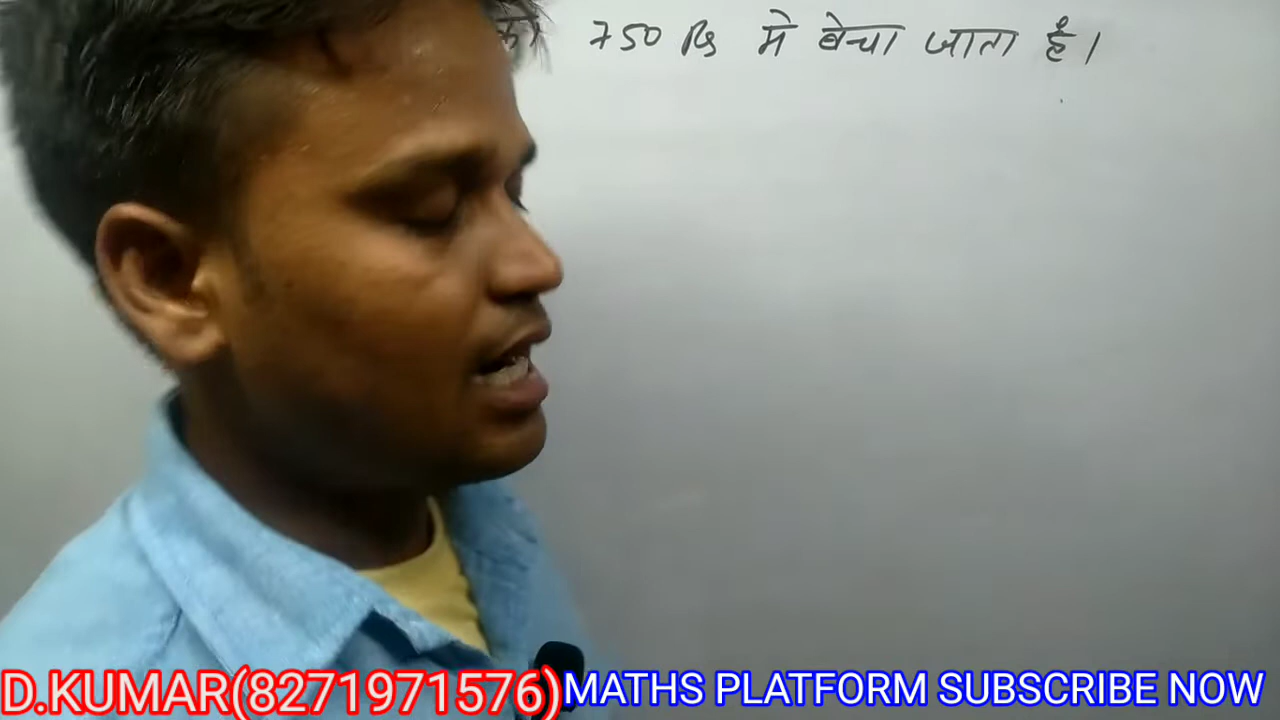 को 750 Rs मे बेचा जाता है।
D.KUMAR(8271971576)MATHS PLATFORM SUBSCRIBE NOW